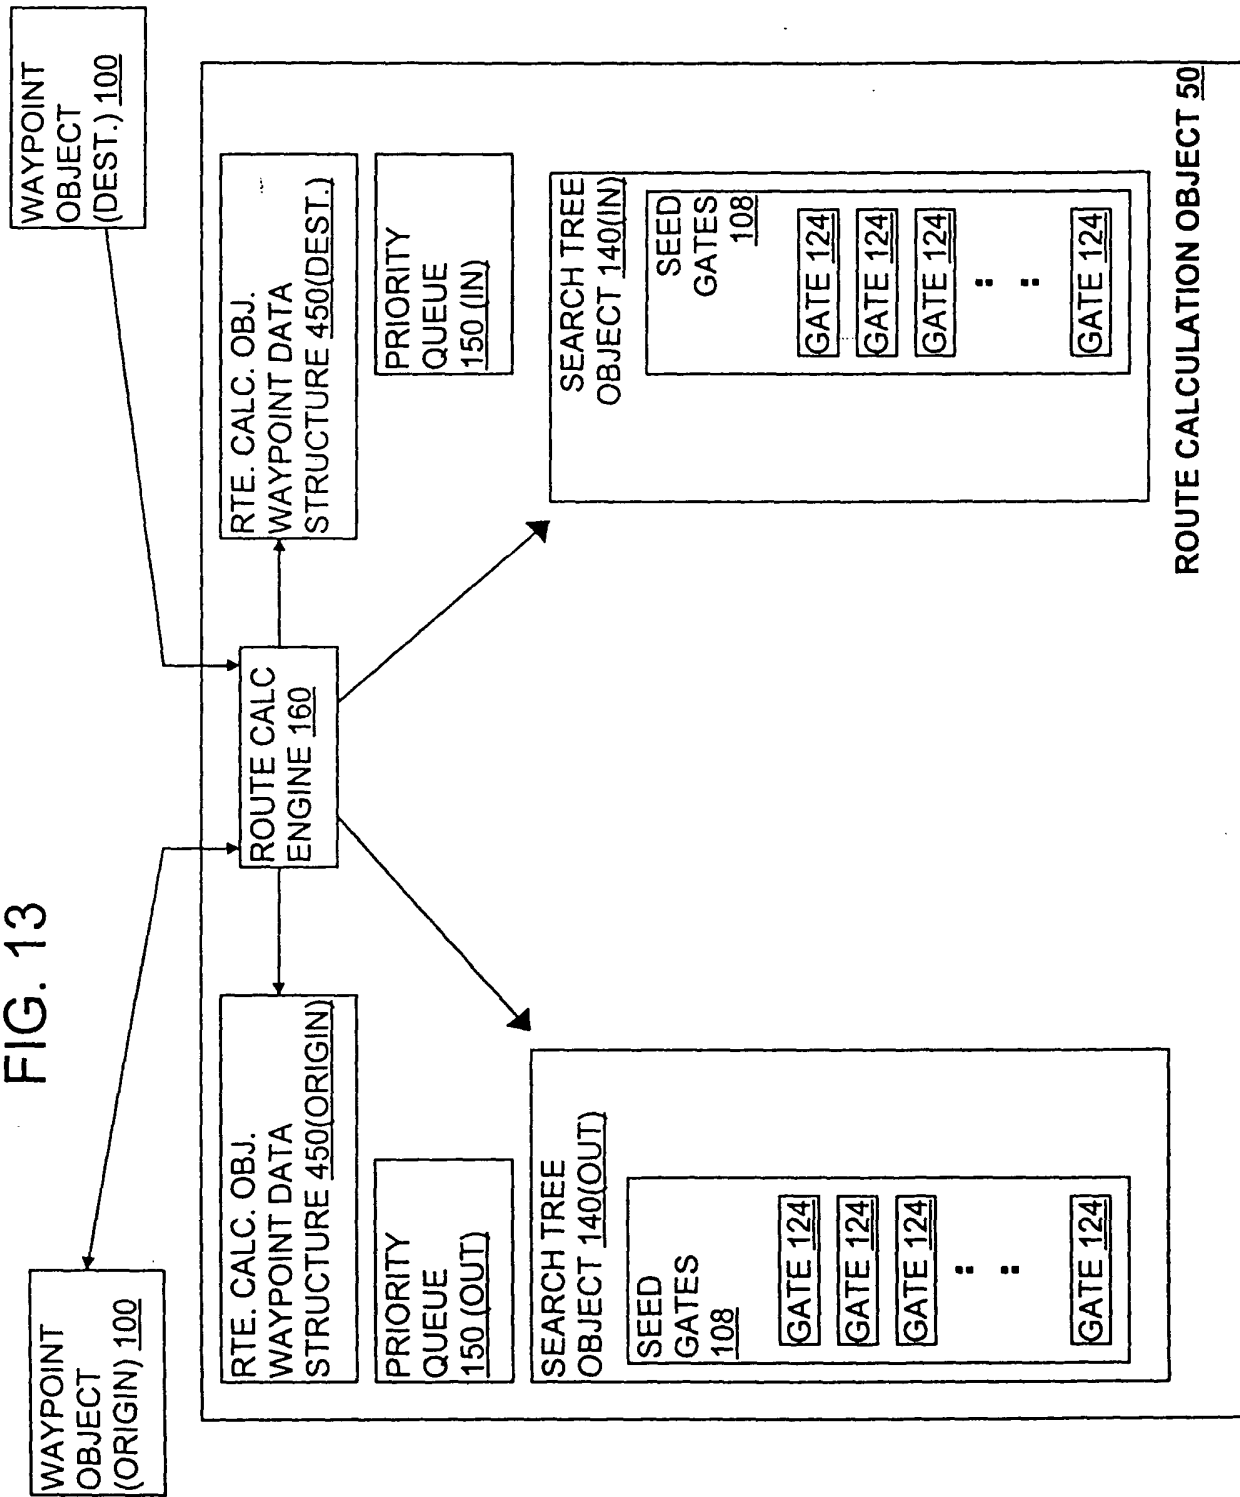 FIG. 13
WAYPOINT
OBJECT
(ORIGIN) 100
WAYPOINT
OBJECT
(DEST.) 100
RTE. CALC. OBJ.
WAYPOINT DATA
STRUCTURE 450(ORIGIN)
ROUTE CALC
ENGINE 160
RTE. CALC. OBJ.
WAYPOINT DATA
STRUCTURE 450(DEST.)
PRIORITY
QUEUE
150 (OUT)
PRIORITY
QUEUE
150 (IN)
SEARCH TREE
OBJECT 140(OUT)
SEED
GATES
108
GATE 124
GATE 124
GATE 124
GATE 124
SEARCH TREE
OBJECT 140(IN)
SEED
GATES
108
GATE 124
GATE 124
GATE 124
GATE 124
ROUTE CALCULATION OBJECT 50